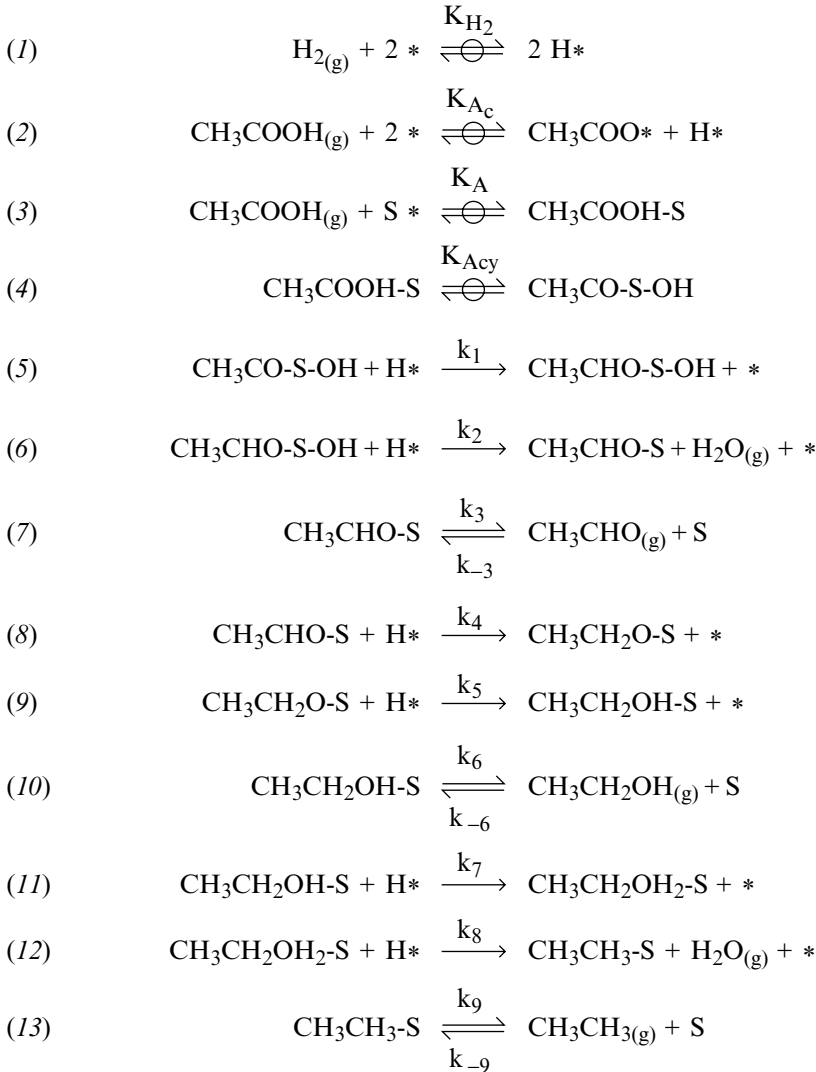 (1) H2(g) + 2 * ⇌ 2 H* K_H2
(2) CH3COOH(g) + 2 * ⇌ CH3COO* + H* K_Ac
(3) CH3COOH(g) + S * ⇌ CH3COOH-S K_A
(4) CH3COOH-S ⇌ CH3CO-S-OH K_Acy
(5) CH3CO-S-OH + H* → CH3CHO-S-OH + * k1
(6) CH3CHO-S-OH + H* → CH3CHO-S + H2O(g) + * k2
(7) CH3CHO-S ⇌ CH3CHO(g) + S k3 k−3
(8) CH3CHO-S + H* → CH3CH2O-S + * k4
(9) CH3CH2O-S + H* → CH3CH2OH-S + * k5
(10) CH3CH2OH-S ⇌ CH3CH2OH(g) + S k6 k−6
(11) CH3CH2OH-S + H* → CH3CH2OH2-S + * k7
(12) CH3CH2OH2-S + H* → CH3CH3-S + H2O(g) + * k8
(13) CH3CH3-S ⇌ CH3CH3(g) + S k9 k−9